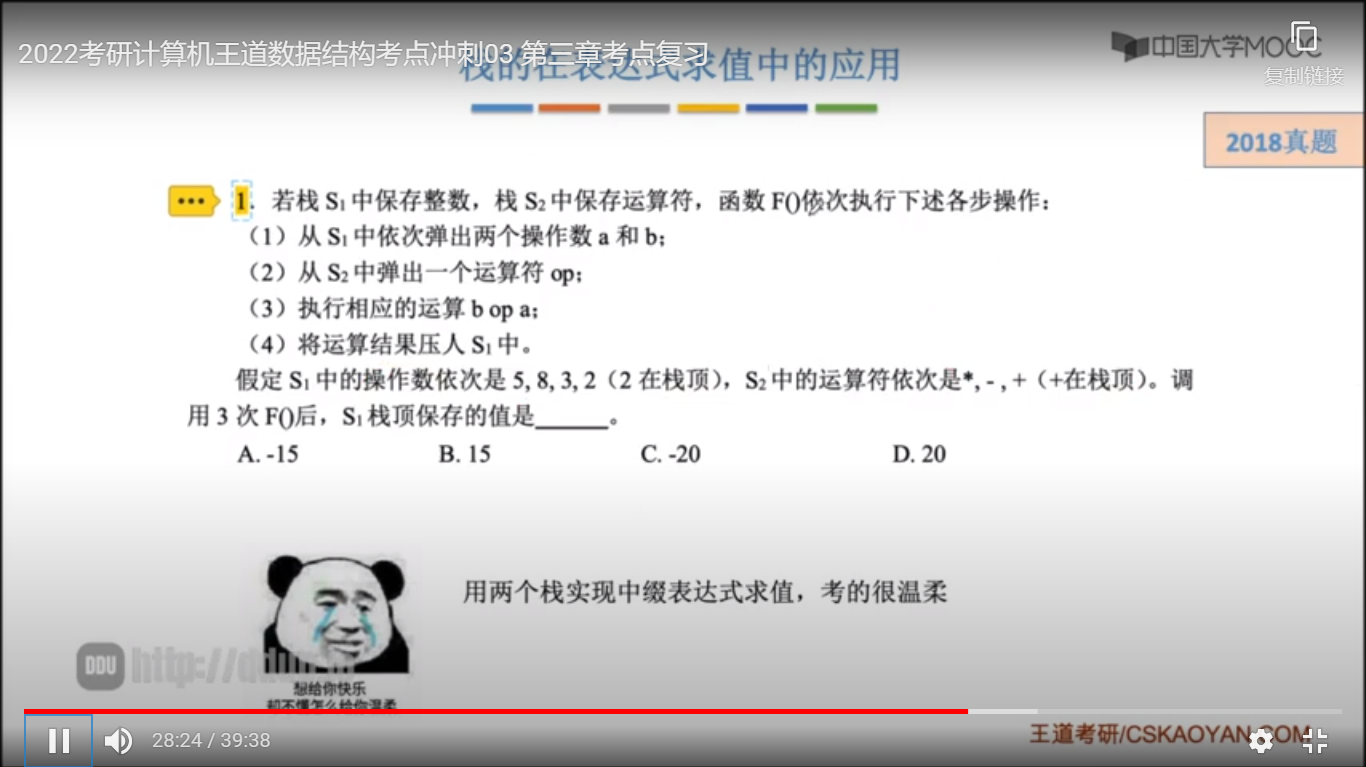 2022考研计算机王道数据结构考点冲刺03 第三章考点复习
栈的在表达式求值中的应用
中国大学MOOC
复制链接
2018真题
1. 若栈 S₁ 中保存整数，栈 S₂ 中保存运算符，函数 F()依次执行下述各步操作：
（1）从 S₁ 中依次弹出两个操作数 a 和 b；
（2）从 S₂ 中弹出一个运算符 op；
（3）执行相应的运算 b op a；
（4）将运算结果压人 S₁ 中。
假定 S₁ 中的操作数依次是 5, 8, 3, 2（2 在栈顶），S₂ 中的运算符依次是*, - , +（+在栈顶）。调
用 3 次 F()后，S₁ 栈顶保存的值是______。
A. -15 B. 15 C. -20 D. 20
用两个栈实现中缀表达式求值，考的很温柔
DDU http://ddu
想给你快乐
却不懂怎么给你温柔
王道考研/CSKAOYAN.COM
28:24 / 39:38